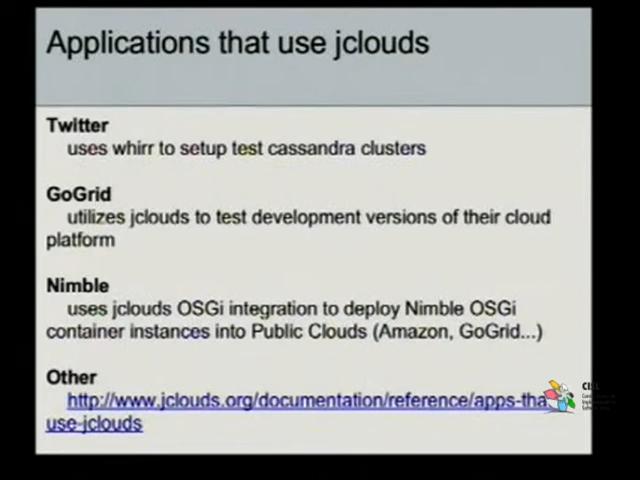 Applications that use jclouds
Twitter
uses whirr to setup test cassandra clusters
GoGrid
utilizes jclouds to test development versions of their cloud
platform
Nimble
uses jclouds OSGi integration to deploy Nimble OSGi
container instances into Public Clouds (Amazon, GoGrid...)
Other
http://www.jclouds.org/documentation/reference/apps-tha
use-jclouds